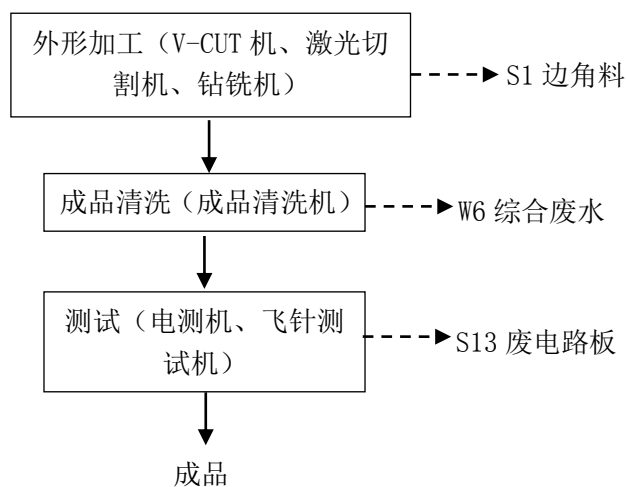 外形加工（V-CUT 机、激光切
割机、钻铣机）
S1 边角料
成品清洗（成品清洗机）
W6 综合废水
测试（电测机、飞针测
试机）
S13 废电路板
成品